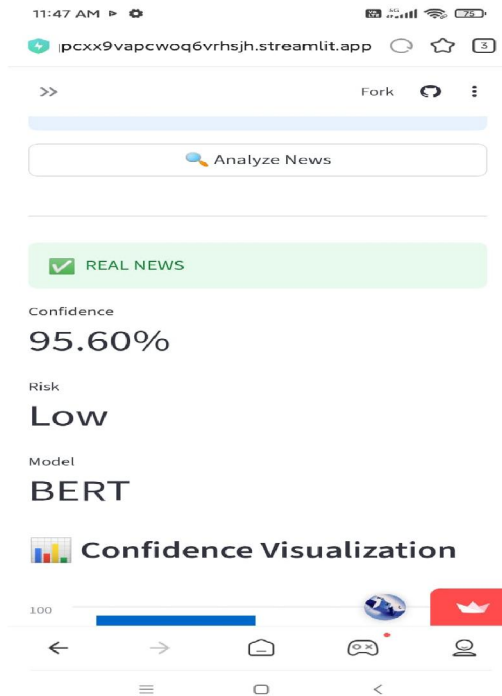 11:47 AM
75
pcxx9vapcwoq6vrhsjh.streamlit.app
3
Fork
Analyze News
REAL NEWS
Confidence
95.60%
Risk
Low
Model
BERT
Confidence Visualization
100